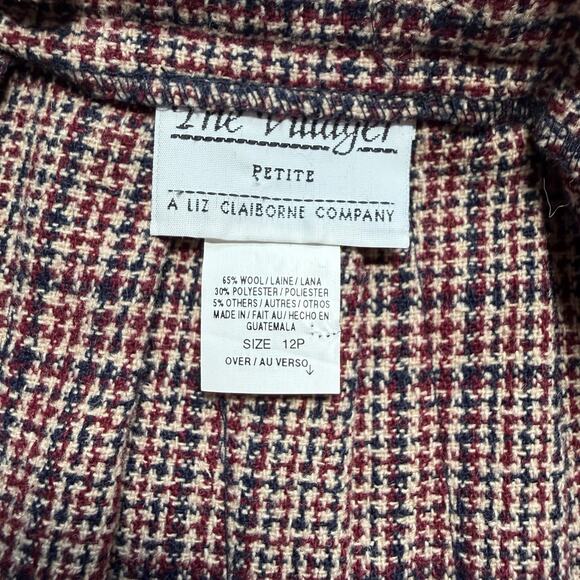 The Villager
PETITE
A LIZ CLAIBORNE COMPANY
65% WOOL/LAINE/LANA
30% POLYESTER/POLIESTER
5% OTHERS/AUTRES/OTROS
MADE IN/FAIT AU/HECHO EN
GUATEMALA
SIZE 12P
OVER/AU VERSO↓